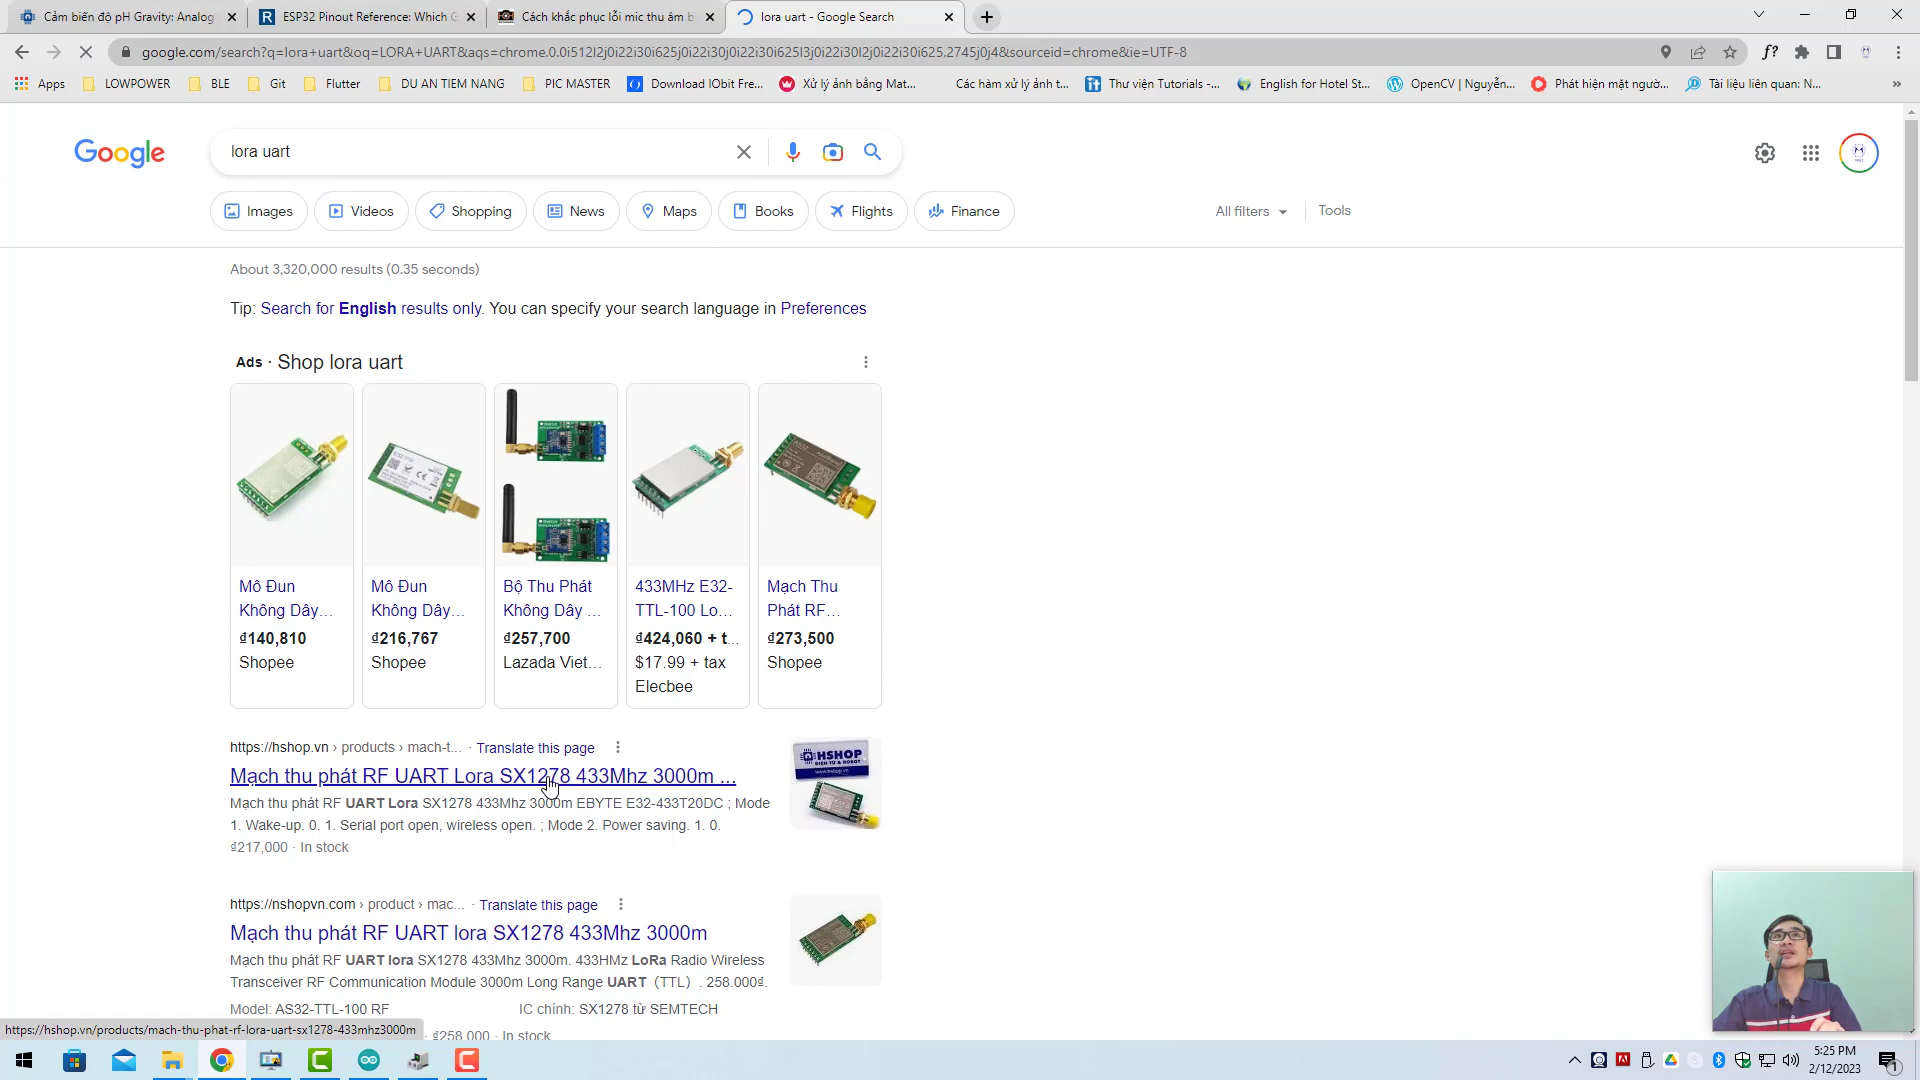 Cảm biến độ pH Gravity: Analog
ESP32 Pinout Reference: Which G
Cách khắc phục lỗi mic thu âm b
lora uart - Google Search
google.com/search?q=lora+uart&oq=LORA+UART&aqs=chrome.0.0i512l2j0i22i30i625j0i22i30j0i22i30i625l3j0i22i30l2j0i22i30i625.2745j0j4&sourceid=chrome&ie=UTF-8
Apps
LOWPOWER
BLE
Git
Flutter
DU AN TIEM NANG
PIC MASTER
Download IObit Fre...
Xử lý ảnh bằng Mat...
Các hàm xử lý ảnh t...
Thư viện Tutorials -...
English for Hotel St...
OpenCV | Nguyễn...
Phát hiện mặt ngườ...
Tài liệu liên quan: N...
Google
lora uart
Images
Videos
Shopping
News
Maps
Books
Flights
Finance
All filters
Tools
About 3,320,000 results (0.35 seconds)
Tip: Search for English results only. You can specify your search language in Preferences
Ads · Shop lora uart
Mô Đun
Không Dây...
₫140,810
Shopee
Mô Đun
Không Dây...
₫216,767
Shopee
Bộ Thu Phát
Không Dây ...
₫257,700
Lazada Viet...
433MHz E32-
TTL-100 Lo...
₫424,060 + t...
$17.99 + tax
Elecbee
Mạch Thu
Phát RF...
₫273,500
Shopee
https://hshop.vn › products › mach-t... · Translate this page
Mạch thu phát RF UART Lora SX1278 433Mhz 3000m ...
Mạch thu phát RF UART Lora SX1278 433Mhz 3000m EBYTE E32-433T20DC ; Mode
1. Wake-up. 0. 1. Serial port open, wireless open. ; Mode 2. Power saving. 1. 0.
₫217,000 · In stock
HSHOP
https://nshopvn.com › product › mac... · Translate this page
Mạch thu phát RF UART lora SX1278 433Mhz 3000m
Mạch thu phát RF UART lora SX1278 433Mhz 3000m. 433HMz LoRa Radio Wireless
Transceiver RF Communication Module 3000m Long Range UART（TTL）. 258.000₫.
Model: AS32-TTL-100 RF
IC chính: SX1278 từ SEMTECH
₫258,000 · In stock
https://hshop.vn/products/mach-thu-phat-rf-lora-uart-sx1278-433mhz3000m
5:25 PM
2/12/2023
1